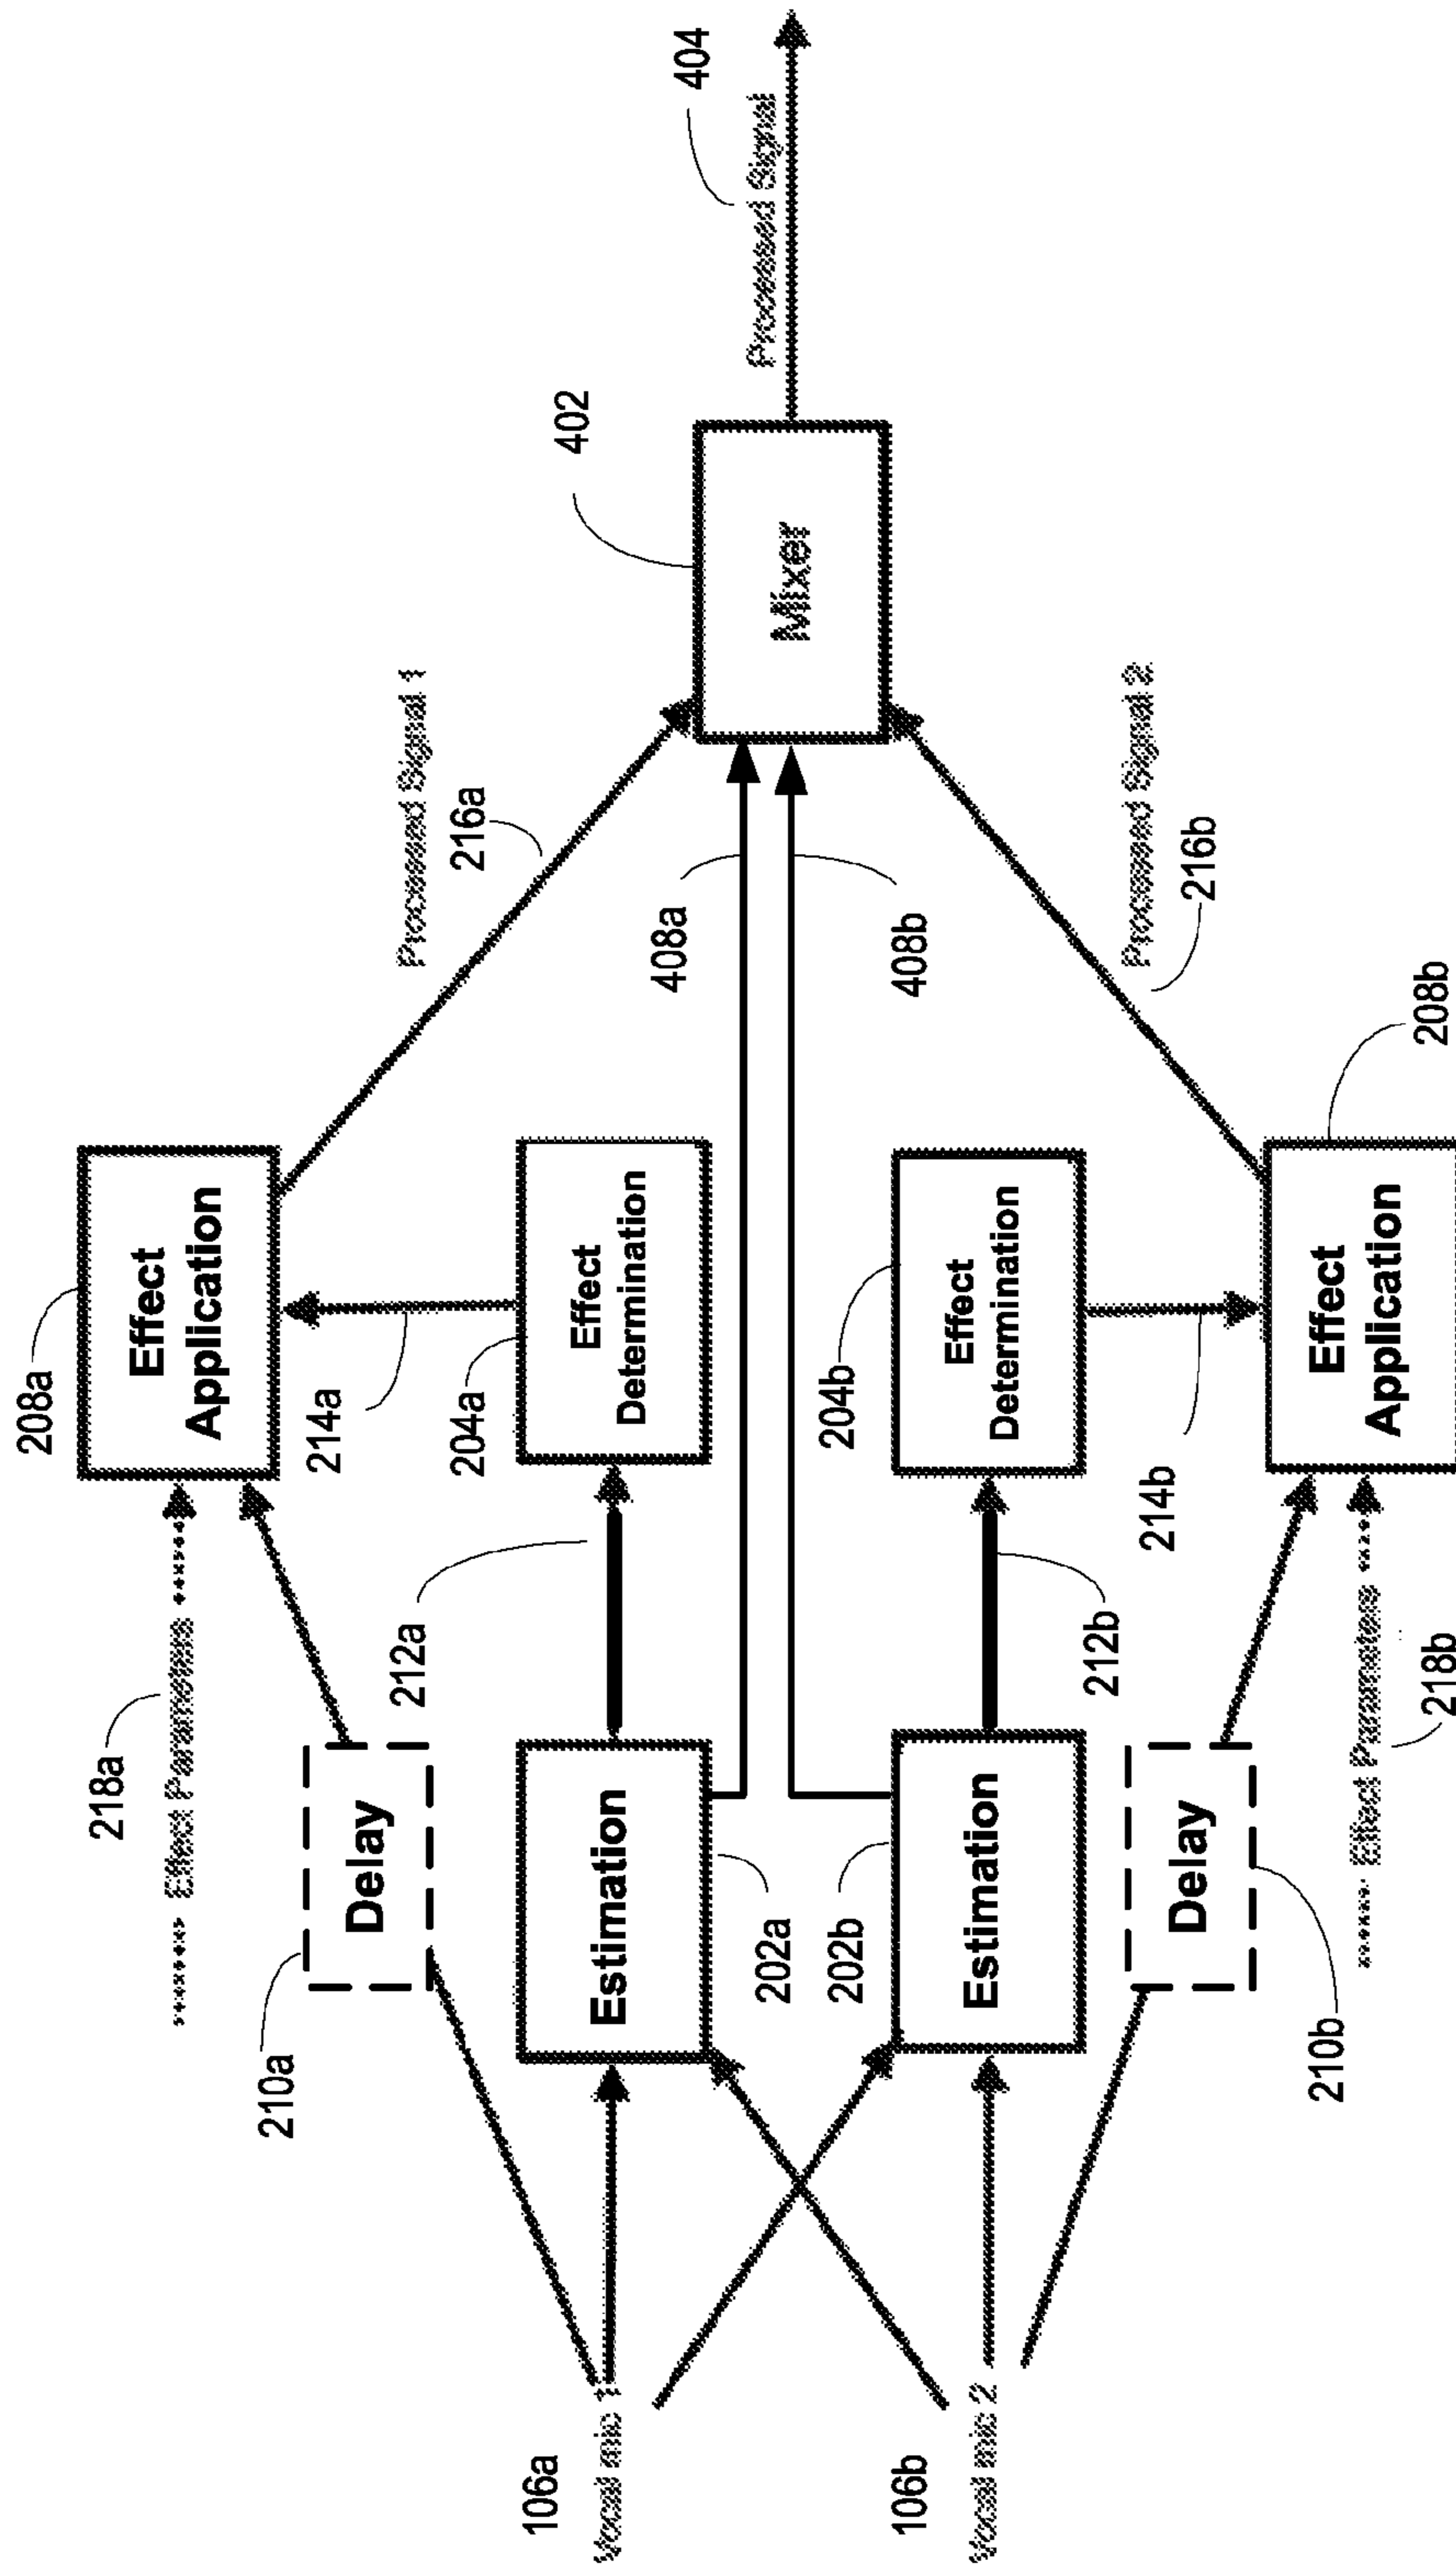 208a
Effect
Application
218a
Effect Parameters
Processed Signal 1
216a
214a
210a
Delay
212a
204a
Effect
Determination
404
Processed Signal
402
Mixer
106a
Vocal mic 1
Estimation
202a
408a
408b
106b
Vocal mic 2
202b
Estimation
212b
204b
Effect
Determination
214b
Processed Signal 2
216b
210b
Delay
Effect Parameters
218b
Effect
Application
208b